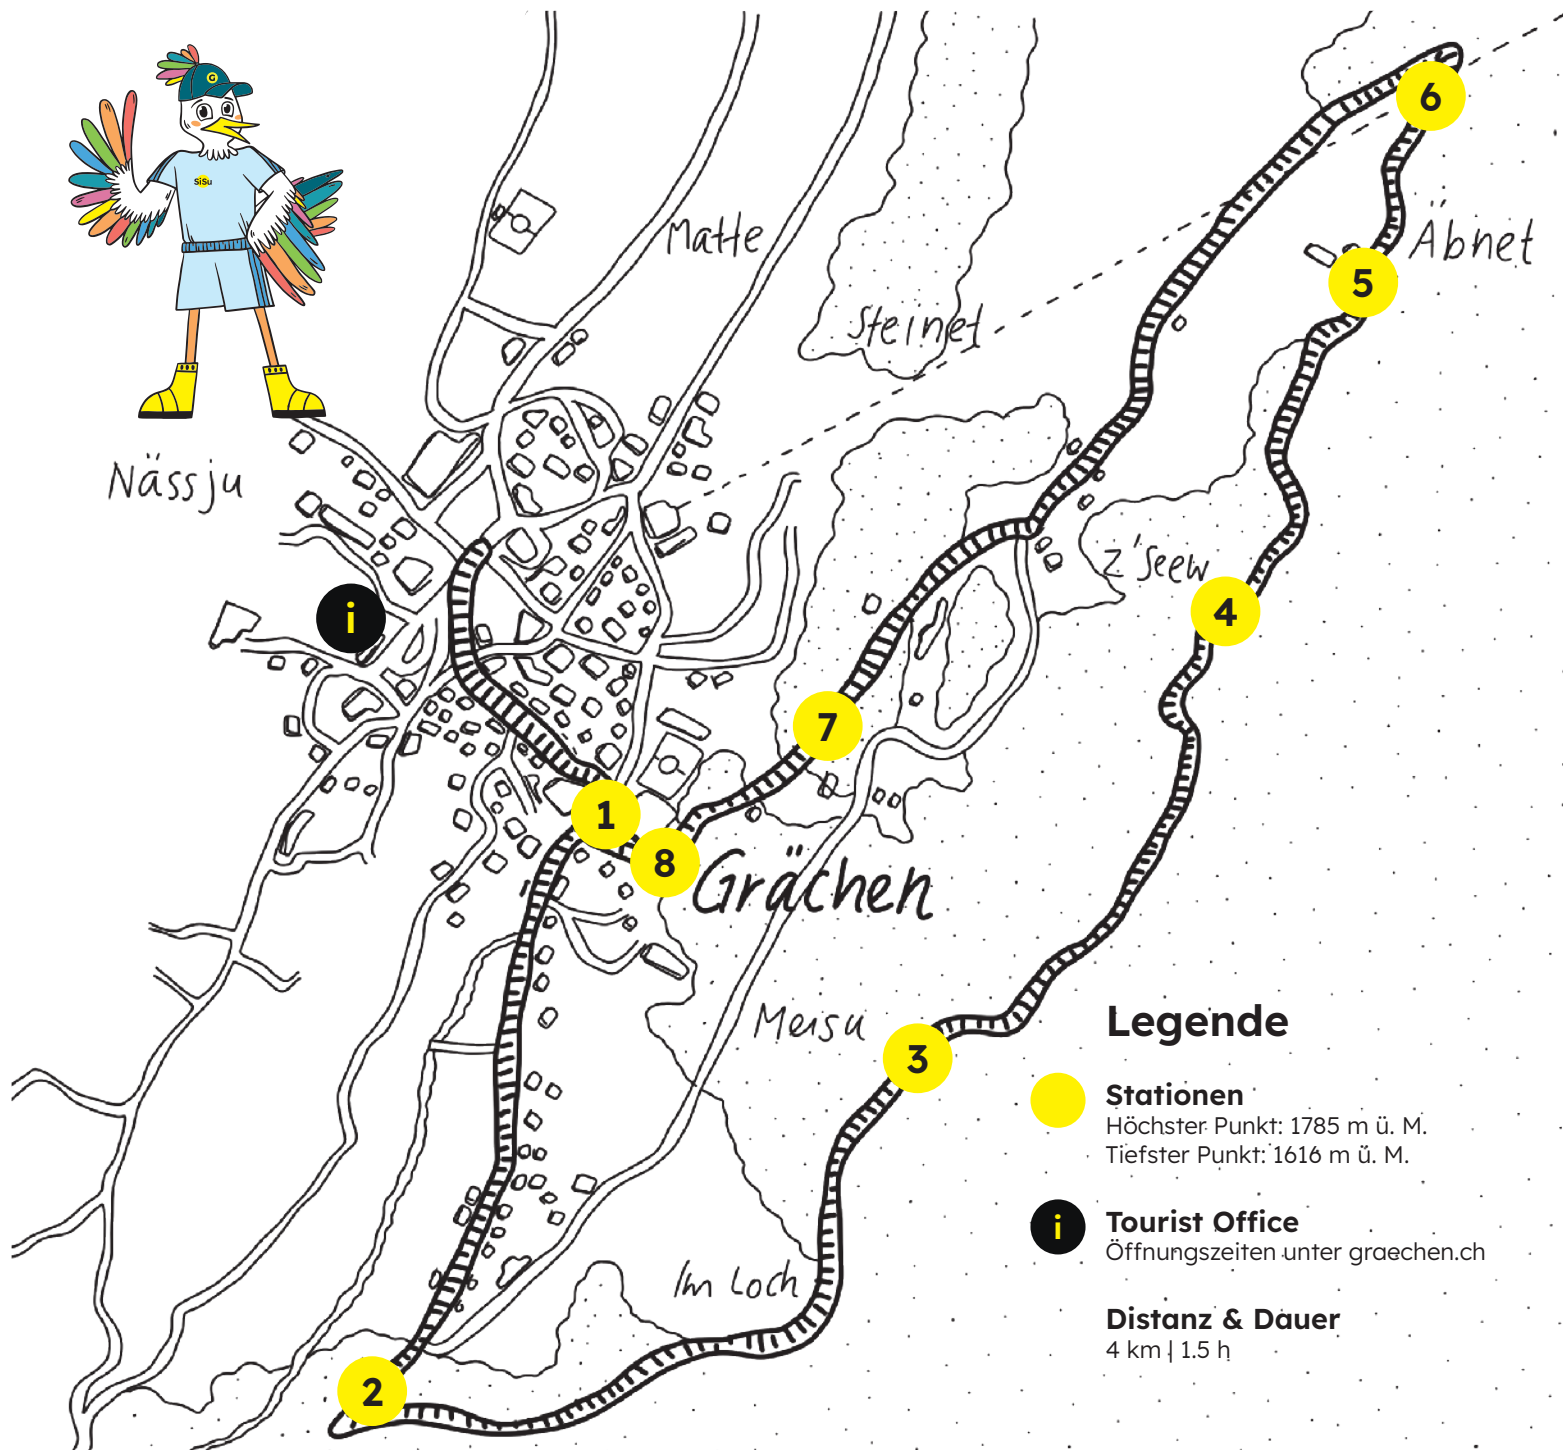 G
SiSu
6
Matte
Äbnet
5
Steinet
Nässju
z'Seew
i
4
7
1
8
Grächen
Meisu
3
Legende
Stationen
Höchster Punkt: 1785 m ü. M.
Tiefster Punkt: 1616 m ü. M.
i
Tourist Office
Öffnungszeiten unter graechen.ch
Im Loch
Distanz & Dauer
4 km | 1.5 h
2